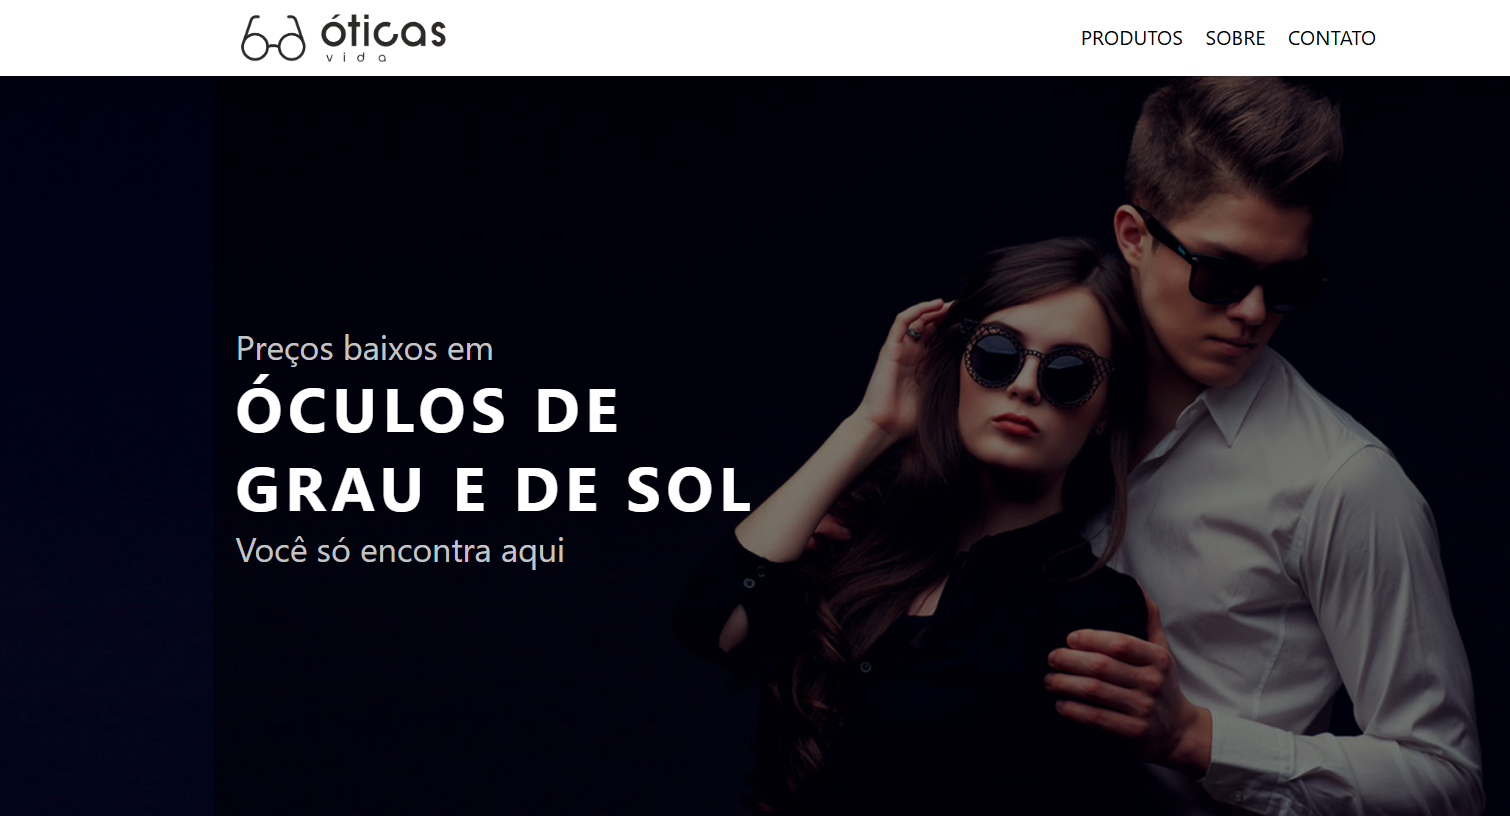 óticas
vida
PRODUTOS SOBRE CONTATO
Preços baixos em
ÓCULOS DE
GRAU E DE SOL
Você só encontra aqui